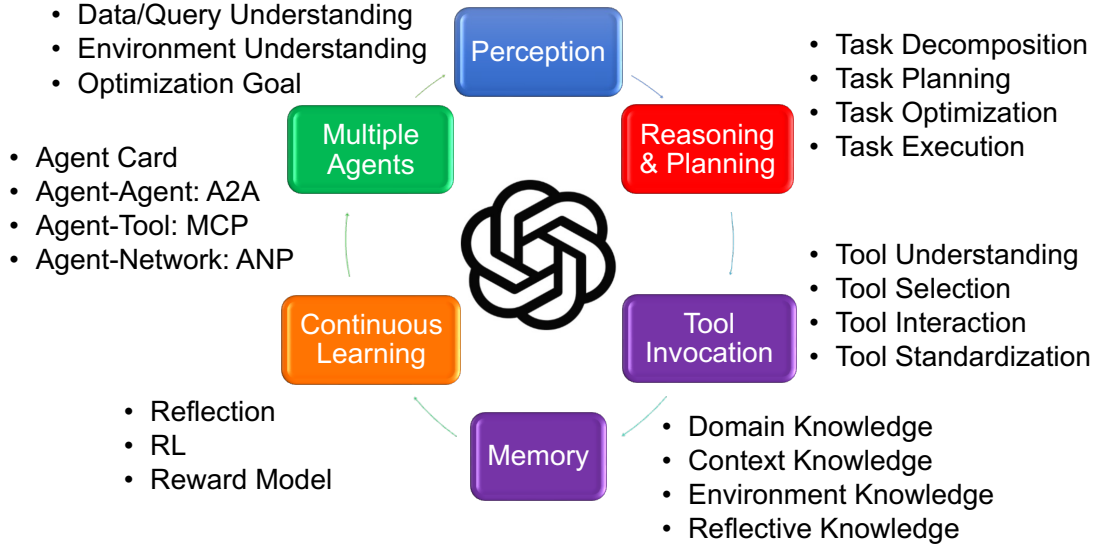 • Data/Query Understanding
• Environment Understanding
• Optimization Goal
Perception
• Task Decomposition
• Task Planning
• Task Optimization
• Task Execution
Reasoning
& Planning
• Tool Understanding
• Tool Selection
• Tool Interaction
• Tool Standardization
Tool
Invocation
• Domain Knowledge
• Context Knowledge
• Environment Knowledge
• Reflective Knowledge
Memory
• Reflection
• RL
• Reward Model
Continuous
Learning
• Agent Card
• Agent-Agent: A2A
• Agent-Tool: MCP
• Agent-Network: ANP
Multiple
Agents